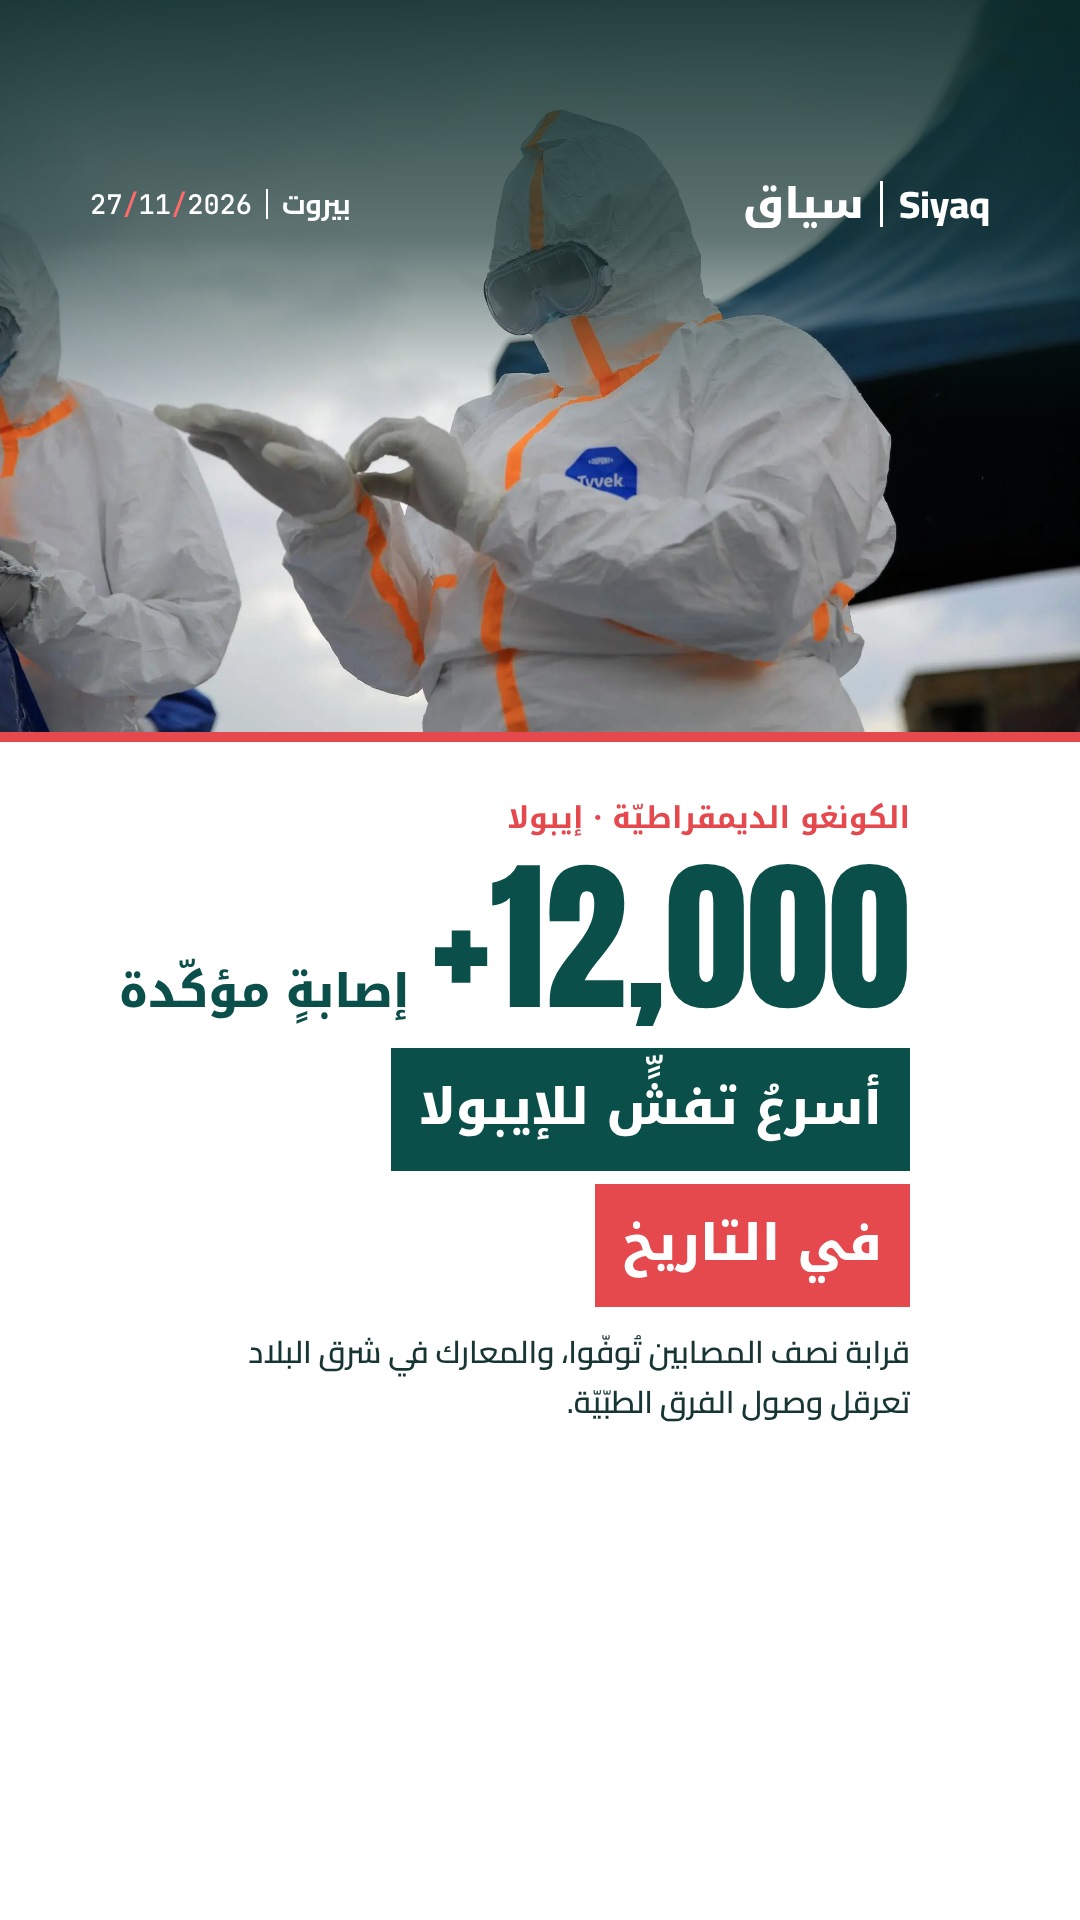 Siyaq | سياق
بيروت | 27/11/2026
DUPONT
Tyvek
الكونغو الديمقراطيّة · إيبولا
+12,000 إصابةٍ مؤكّدة
أسرعُ تفشٍّ للإيبولا
في التاريخ
قرابة نصف المصابين تُوفّوا، والمعارك في شرق البلاد
تعرقل وصول الفرق الطبّيّة.